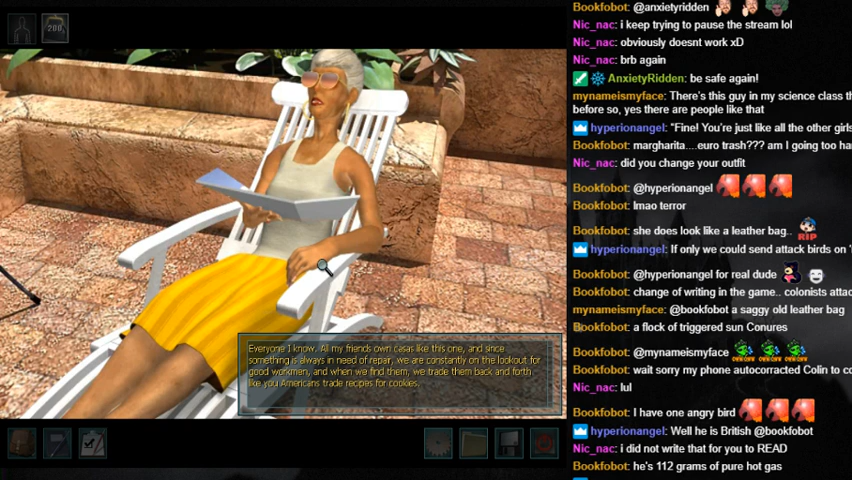 200
Everyone I know. All my friends own casas like this one, and since
something is always in need of repair, we are constantly on the lookout for
good workmen, and when we find them, we trade them back and forth
like you Americans trade recipes for cookies.
Bookfobot: @anxietyridden
Nic_nac: i keep trying to pause the stream lol
Nic_nac: obviously doesnt work xD
Nic_nac: brb again
AnxietyRidden: be safe again!
mynameismyface: There's this guy in my science class th
before so, yes there are people like that
hyperionangel: "Fine! You're just like all the other girls
Bookfobot: margharita....euro trash??? am I going too ha
Nic_nac: did you change your outfit
Bookfobot: @hyperionangel
Bookfobot: lmao terror
Bookfobot: she does look like a leather bag..
RIP
hyperionangel: If only we could send attack birds on
Bookfobot: @hyperionangel for real dude
Bookfobot: change of writing in the game.. colonists attac
mynameismyface: @bookfobot a saggy old leather bag
Bookfobot: a flock of triggered sun Conures
Bookfobot: @mynameismyface
Bookfobot: wait sorry my phone autocorracted Colin to co
Nic_nac: lul
Bookfobot: I have one angry bird
hyperionangel: Well he is British @bookfobot
Nic_nac: i did not write that for you to READ
Bookfobot: he's 112 grams of pure hot gas